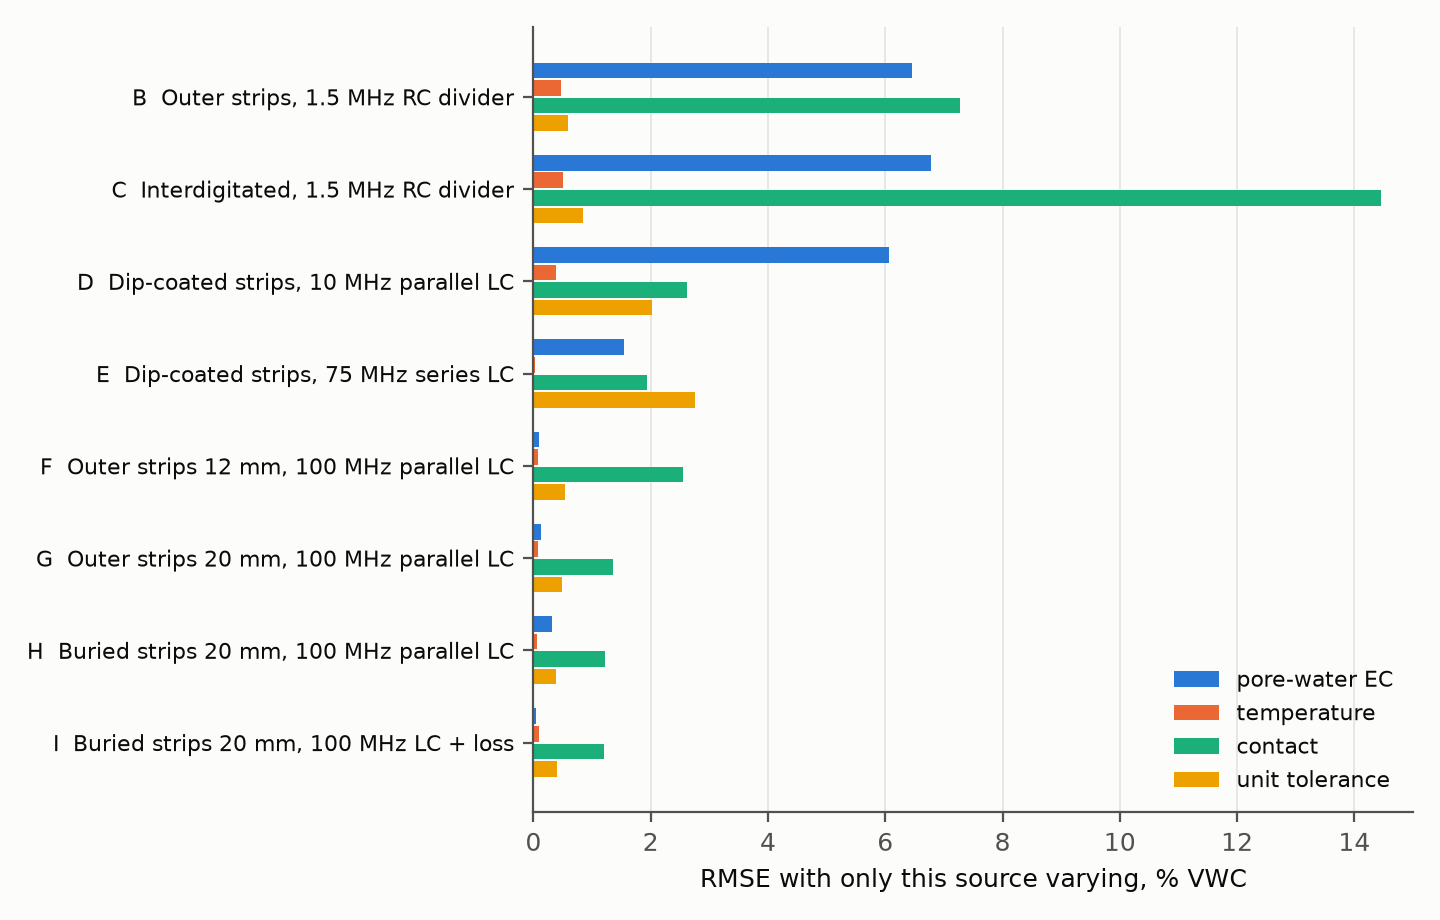 B Outer strips, 1.5 MHz RC divider
C Interdigitated, 1.5 MHz RC divider
D Dip-coated strips, 10 MHz parallel LC
E Dip-coated strips, 75 MHz series LC
F Outer strips 12 mm, 100 MHz parallel LC
G Outer strips 20 mm, 100 MHz parallel LC
H Buried strips 20 mm, 100 MHz parallel LC
I Buried strips 20 mm, 100 MHz LC + loss
pore-water EC
temperature
contact
unit tolerance
0 2 4 6 8 10 12 14
RMSE with only this source varying, % VWC